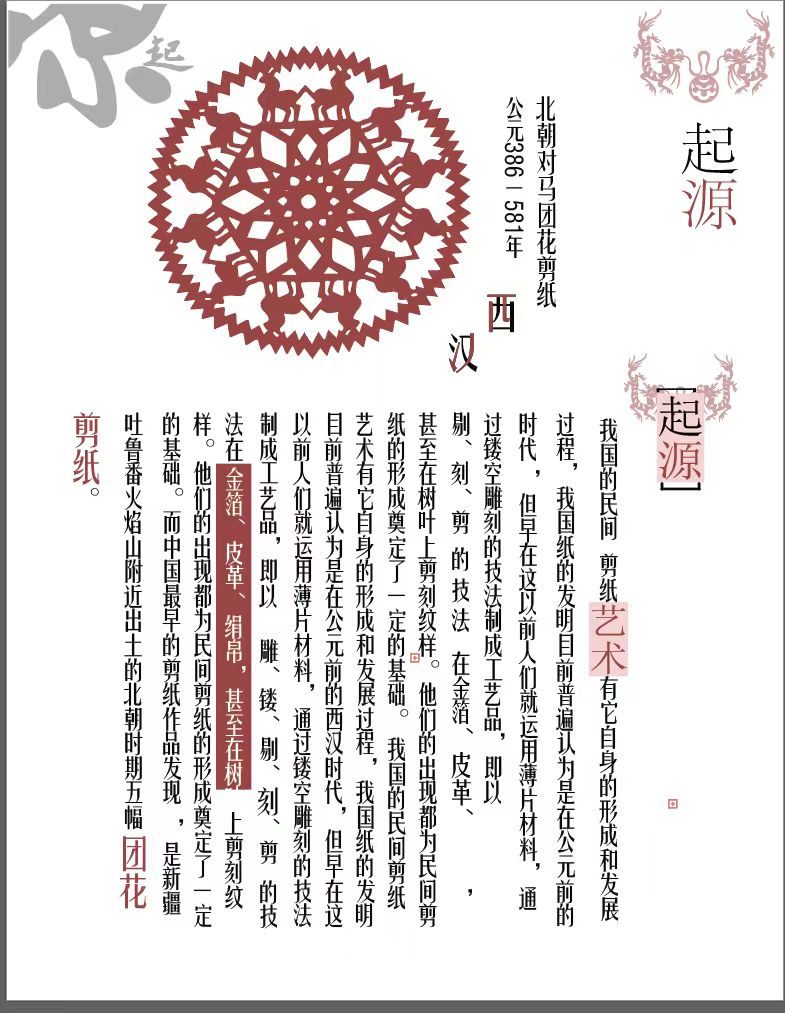 起源
北朝对马团花剪纸
公元386－581年
西
汉
起
[起源]
我国的民间 剪纸艺术有它自身的形成和发展
过程，我国纸的发明目前普遍认为是在公元前的
时代，但早在这以前人们就运用薄片材料，通
过镂空雕刻的技法制成工艺品，即以
剔、刻、剪 的 技法 在金箔、皮革、 ，
甚至在树叶上剪刻纹样。他们的出现都为民间剪
纸的形成奠定了一定的基础。 我国的民间剪纸
艺术有它自身的形成和发展过程，我国纸的发明
目前普遍认为是在公元前的西汉时代，但早在这
以前人们就运用薄片材料，通过镂空雕刻的技法
制成工艺品，即以 雕、镂、剔、刻、剪 的技
法在金箔、皮革、绢帛，甚至在树 上剪刻纹
样。他们的出现都为民间剪纸的形成奠定了一定
的基础。而中国最早的剪纸作品发现 ，是新疆
吐鲁番火焰山附近出土的北朝时期五幅 团花
剪纸。